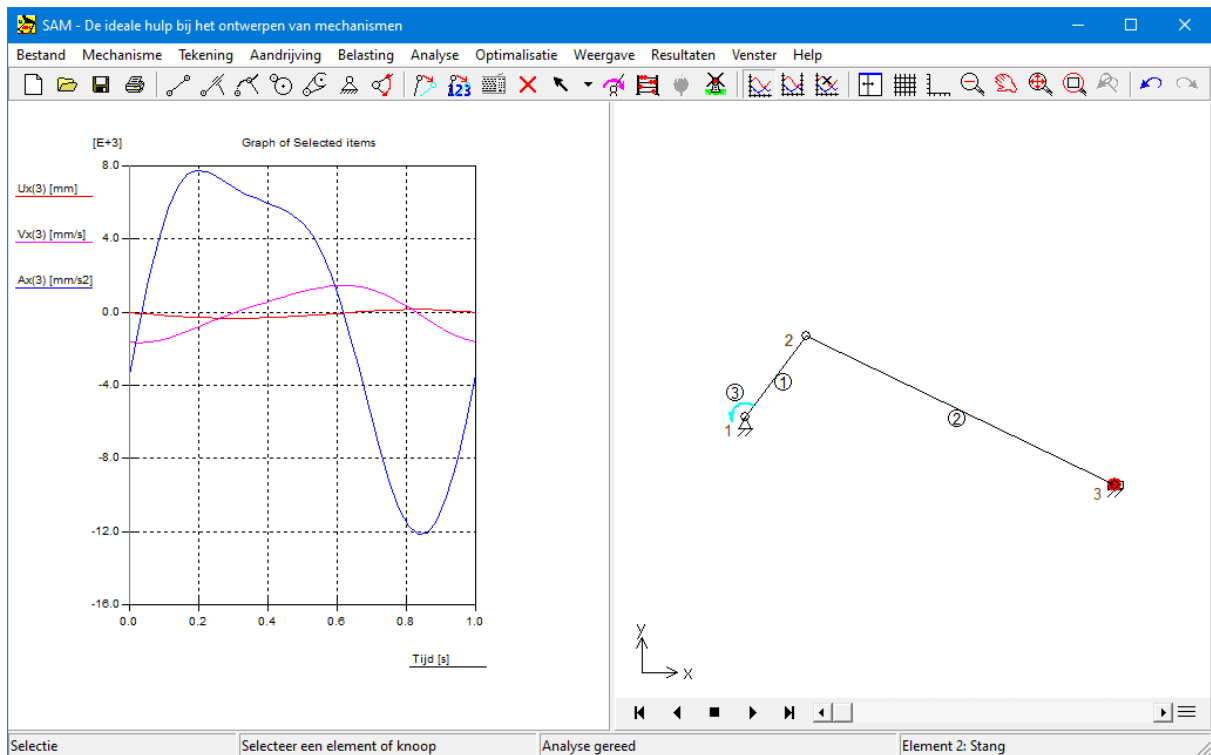 SAM - De ideale hulp bij het ontwerpen van mechanismen
Bestand Mechanisme Tekening Aandrijving Belasting Analyse Optimalisatie Weergave Resultaten Venster Help
123
[E+3] Graph of Selected items
8.0
Ux(3) [mm]
Vx(3) [mm/s]
4.0
Ax(3) [mm/s2]
0.0
-4.0
-8.0
-12.0
-16.0
0.0 0.2 0.4 0.6 0.8 1.0
Tijd [s]
2
1
3
1
2
3
y
x
Selectie
Selecteer een element of knoop
Analyse gereed
Element 2: Stang